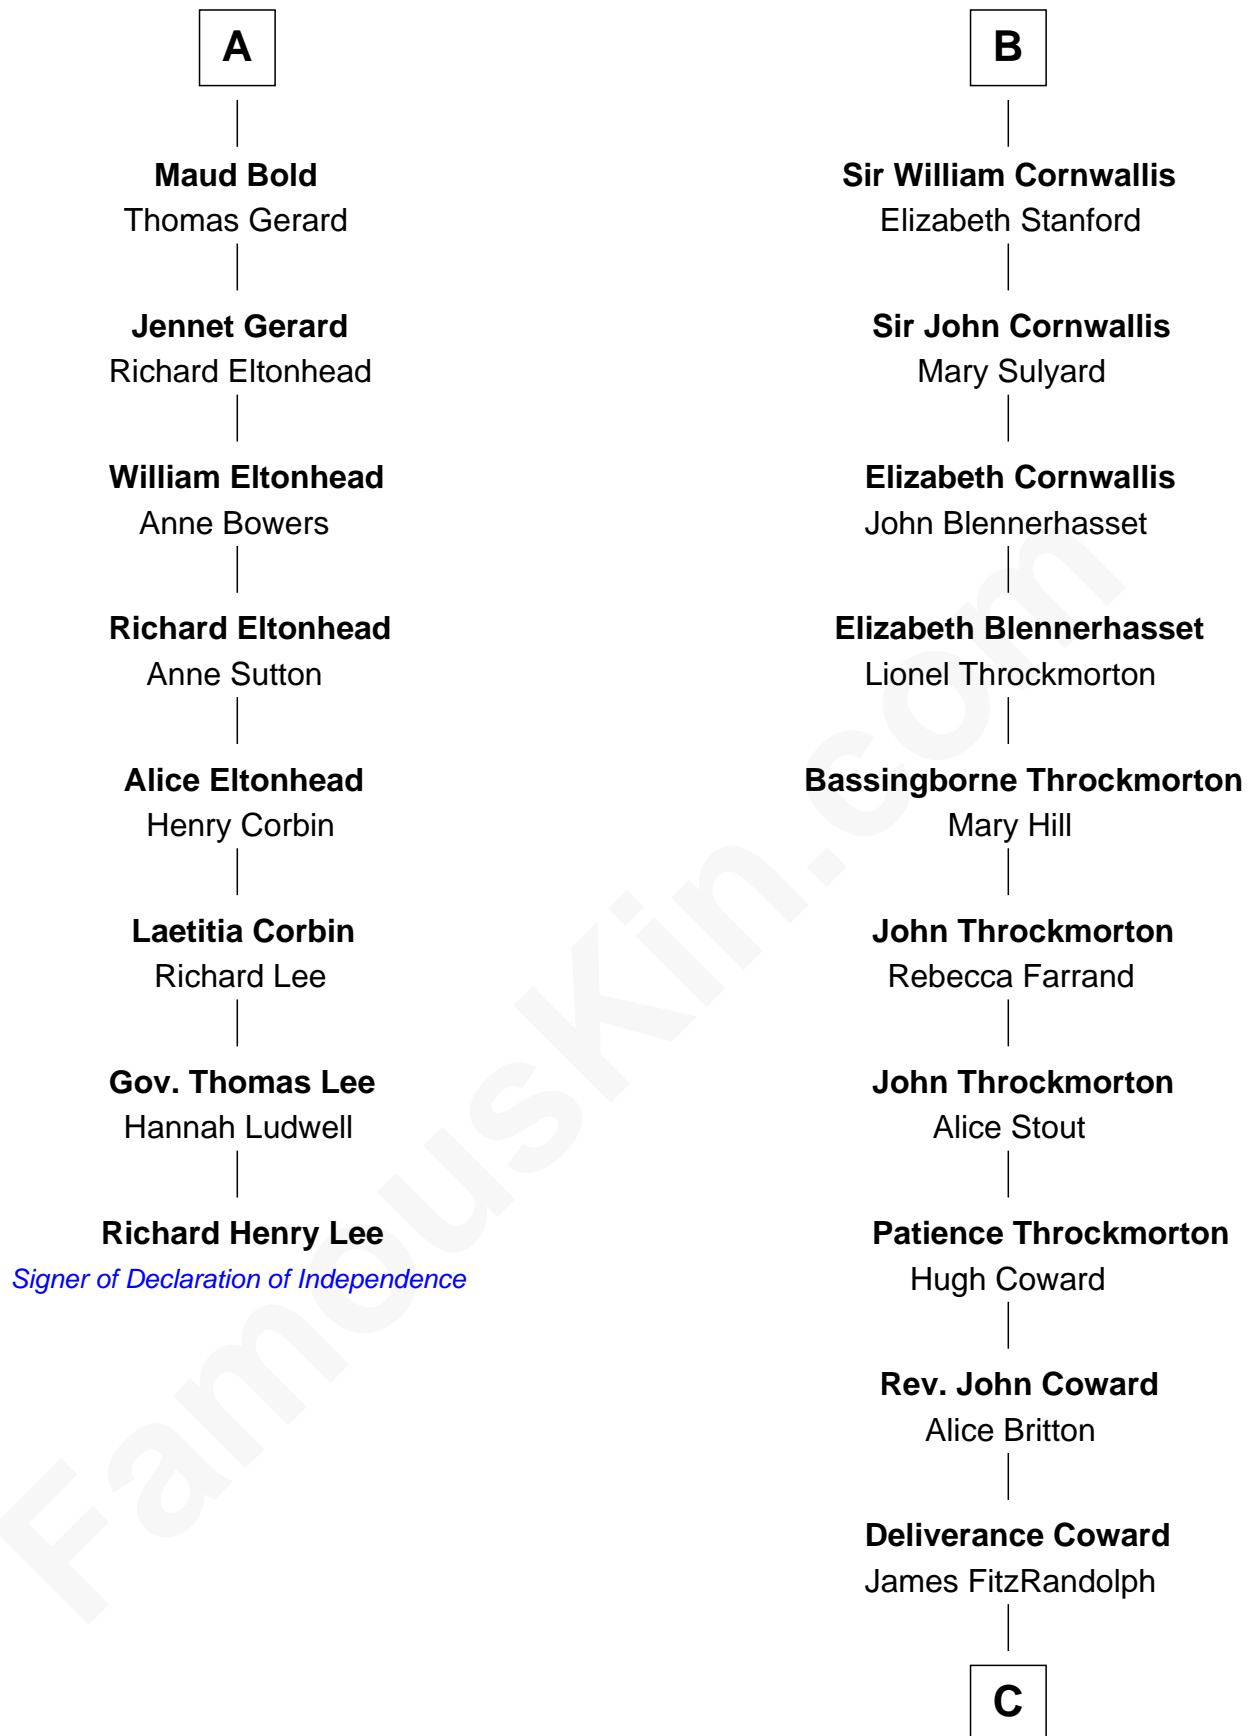 A
Maud Bold
Thomas Gerard
Jennet Gerard
Richard Eltonhead
William Eltonhead
Anne Bowers
Richard Eltonhead
Anne Sutton
Alice Eltonhead
Henry Corbin
Laetitia Corbin
Richard Lee
Gov. Thomas Lee
Hannah Ludwell
Richard Henry Lee
Signer of Declaration of Independence
B
Sir William Cornwallis
Elizabeth Stanford
Sir John Cornwallis
Mary Sulyard
Elizabeth Cornwallis
John Blennerhasset
Elizabeth Blennerhasset
Lionel Throckmorton
Bassingborne Throckmorton
Mary Hill
John Throckmorton
Rebecca Farrand
John Throckmorton
Alice Stout
Patience Throckmorton
Hugh Coward
Rev. John Coward
Alice Britton
Deliverance Coward
James FitzRandolph
C
FamousKin.com